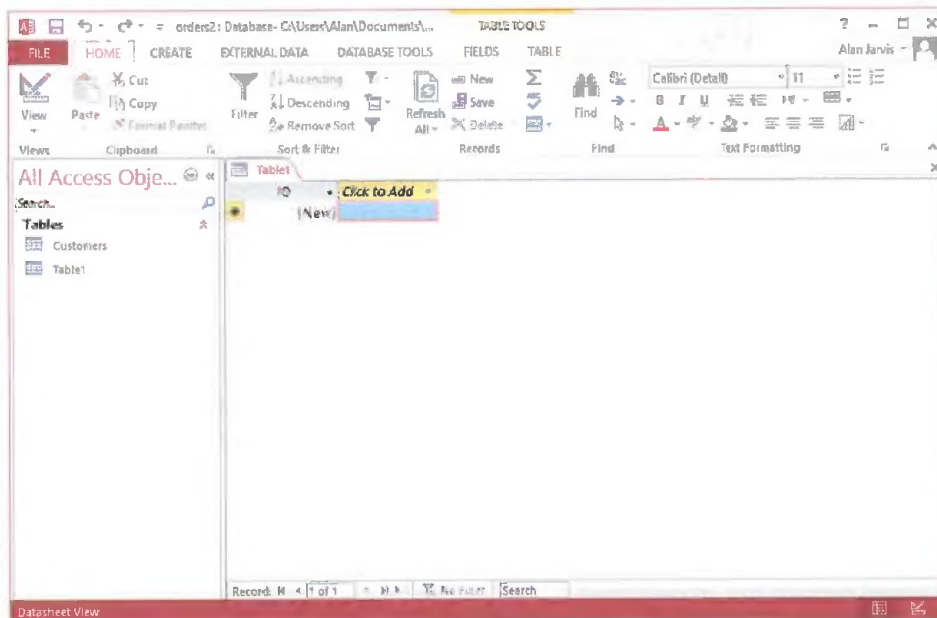 orders2: Database- C:\Users\Alan\Documents\... TABLE TOOLS
FILE HOME CREATE EXTERNAL DATA DATABASE TOOLS FIELDS TABLE Alan Jarvis
View Paste Cut Copy Format Painter
Filter Ascending Descending Remove Sort
Refresh All New Save Delete
Find
Calibri (Detail) 11
B I U
A
Views Clipboard Sort & Filter Records Find Text Formatting
All Access Obje... «
Search..
Tables
Customers
Table1
Table1
ID Click to Add
(New)
Record: 1 of 1 No Filter Search
Datasheet View